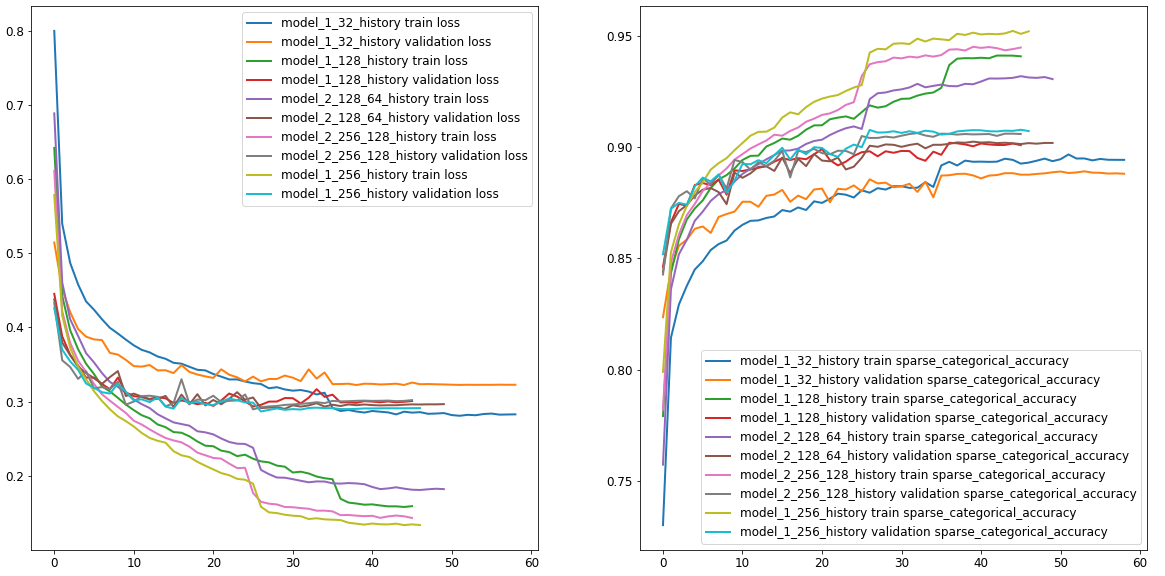 0.8
0.7
0.6
0.5
0.4
0.3
0.2
0
10
20
30
40
50
60
model_1_32_history train loss
model_1_32_history validation loss
model_1_128_history train loss
model_1_128_history validation loss
model_2_128_64_history train loss
model_2_128_64_history validation loss
model_2_256_128_history train loss
model_2_256_128_history validation loss
model_1_256_history train loss
model_1_256_history validation loss
0.95
0.90
0.85
0.80
0.75
0
10
20
30
40
50
60
model_1_32_history train sparse_categorical_accuracy
model_1_32_history validation sparse_categorical_accuracy
model_1_128_history train sparse_categorical_accuracy
model_1_128_history validation sparse_categorical_accuracy
model_2_128_64_history train sparse_categorical_accuracy
model_2_128_64_history validation sparse_categorical_accuracy
model_2_256_128_history train sparse_categorical_accuracy
model_2_256_128_history validation sparse_categorical_accuracy
model_1_256_history train sparse_categorical_accuracy
model_1_256_history validation sparse_categorical_accuracy